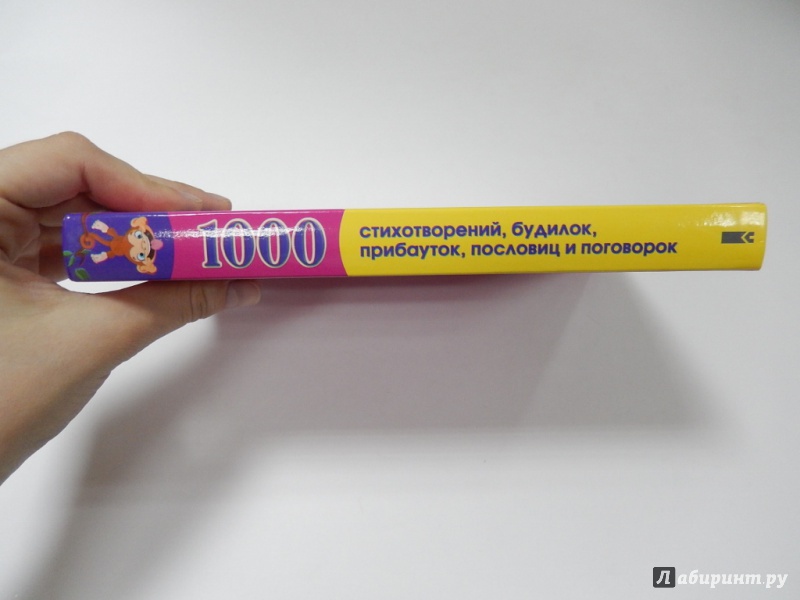 1000
стихотворений, будилок,
прибауток, пословиц и поговорок
Лабиринт.ру